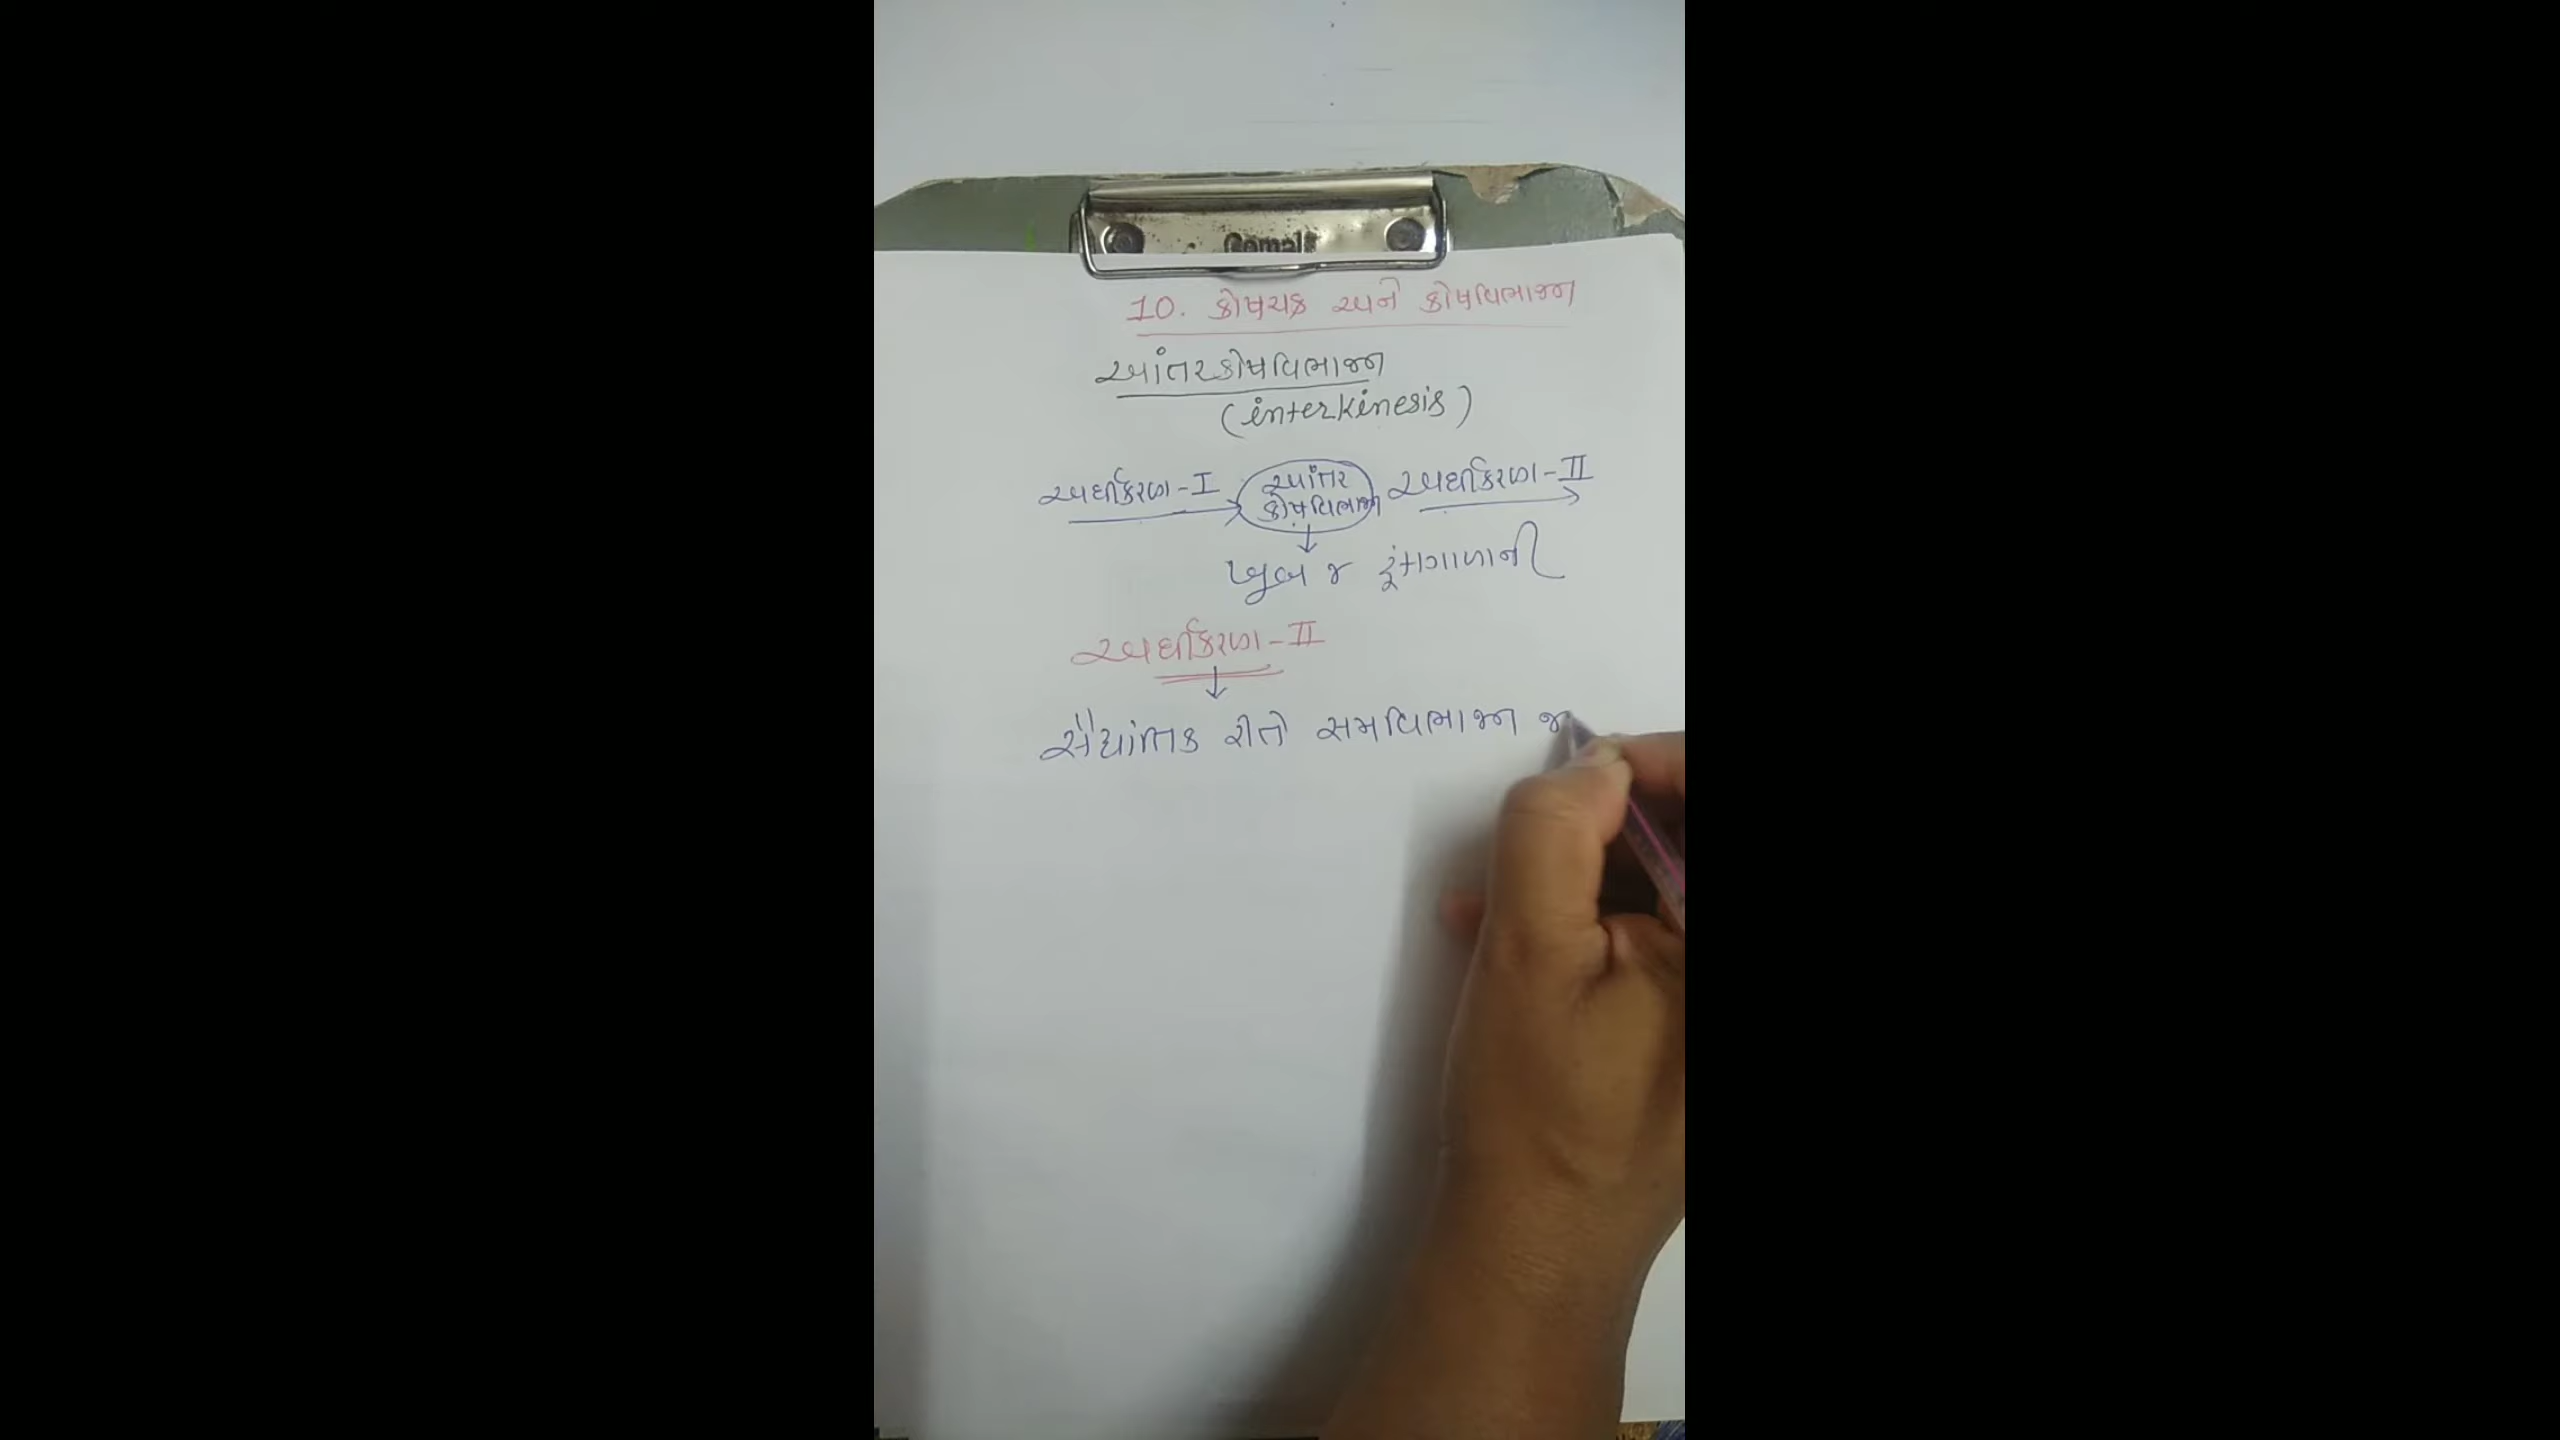 Gemals
10. કોષચક્ર અને કોષવિભાજન
આંતરકોષવિભાજન
(interkinesis)
અર્ધીકરણ-I આંતર કોષવિભાજન અર્ધીકરણ-II
ખુબ જ ટૂંકાગાળાની
અર્ધીકરણ-II
સૈધાંન્તિક રીતે સમવિભાજન જ